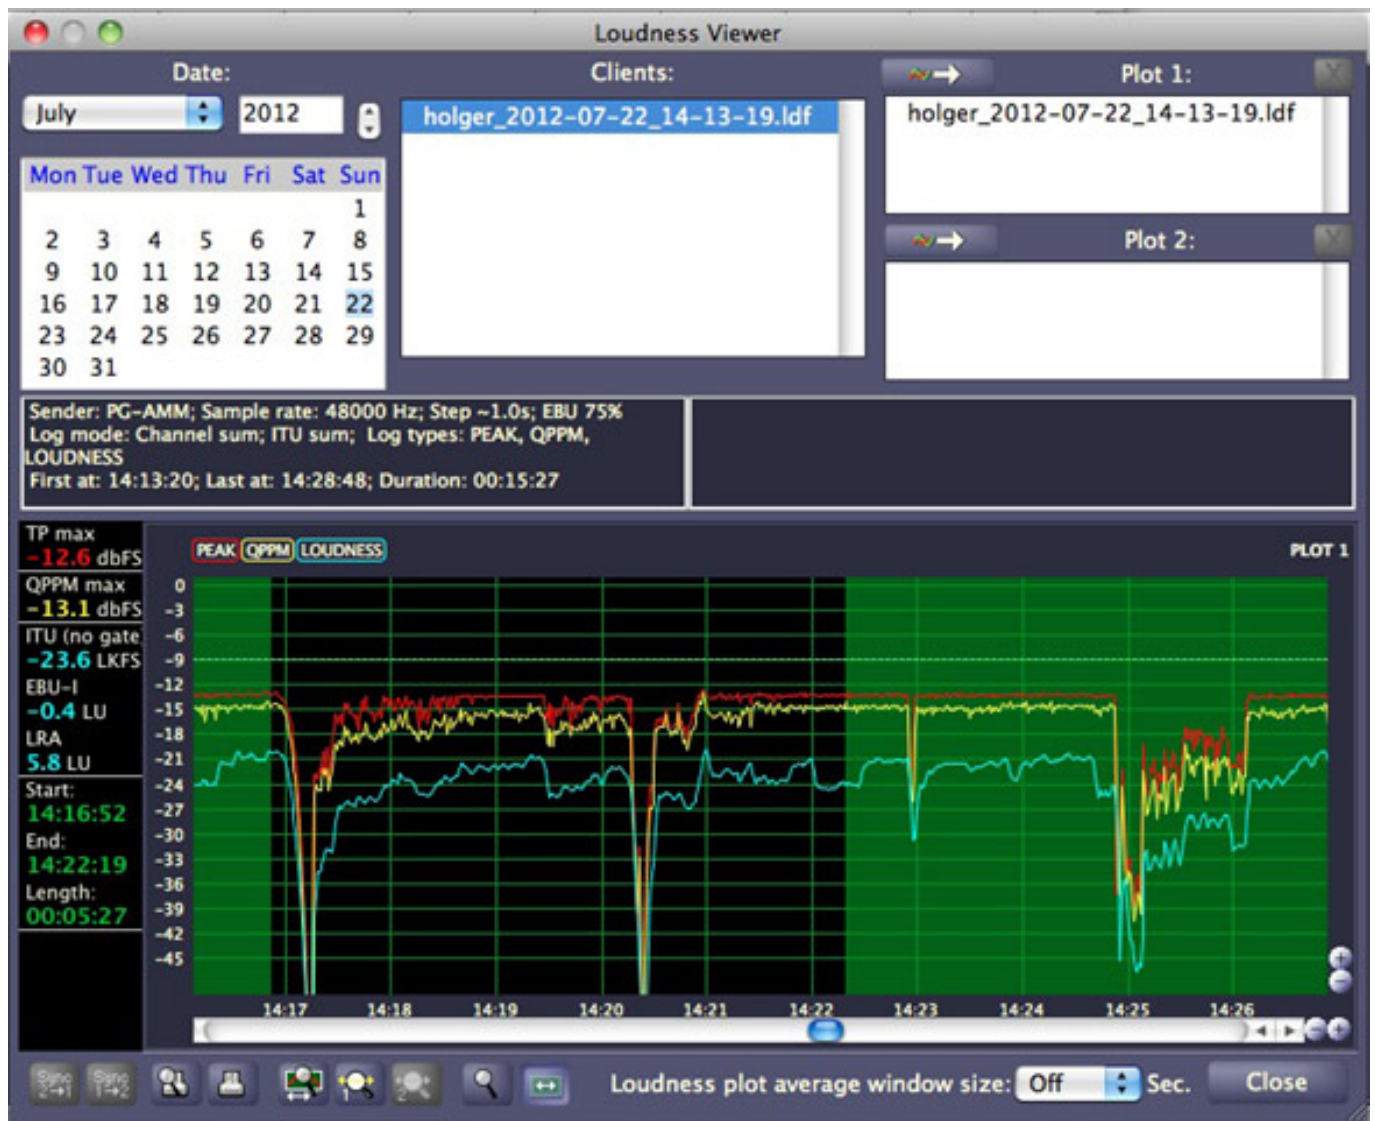 Loudness Viewer
Date:
July
2012
Mon Tue Wed Thu Fri Sat Sun
1
2 3 4 5 6 7 8
9 10 11 12 13 14 15
16 17 18 19 20 21 22
23 24 25 26 27 28 29
30 31
Clients:
holger_2012-07-22_14-13-19.ldf
Plot 1:
X
holger_2012-07-22_14-13-19.ldf
Plot 2:
X
Sender: PG-AMM; Sample rate: 48000 Hz; Step ~1.0s; EBU 75%
Log mode: Channel sum; ITU sum; Log types: PEAK, QPPM,
LOUDNESS
First at: 14:13:20; Last at: 14:28:48; Duration: 00:15:27
TP max
-12.6 dbFS
QPPM max
-13.1 dbFS
ITU (no gate
-23.6 LKFS
EBU-I
-0.4 LU
LRA
5.8 LU
Start:
14:16:52
End:
14:22:19
Length:
00:05:27
PEAK QPPM LOUDNESS
PLOT 1
0
-3
-6
-9
-12
-15
-18
-21
-24
-27
-30
-33
-36
-39
-42
-45
14:17 14:18 14:19 14:20 14:21 14:22 14:23 14:24 14:25 14:26
Sync
2→1
Sync
1→2
1
2
Loudness plot average window size: Off Sec.
Close